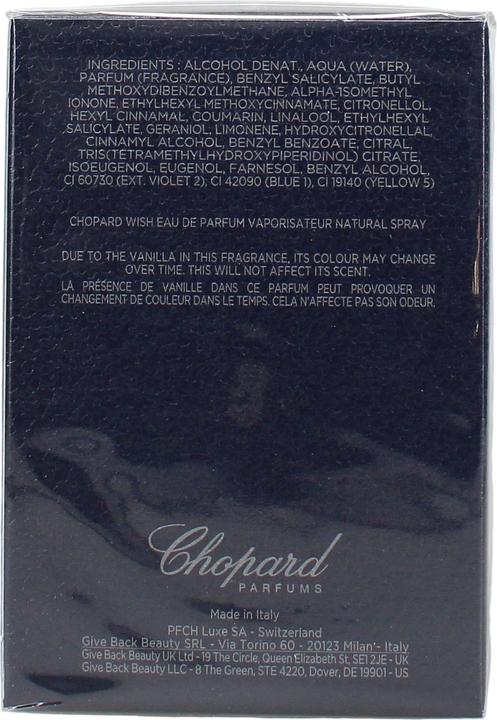 INGREDIENTS : ALCOHOL DENAT., AQUA (WATER),
PARFUM (FRAGRANCE), BENZYL SALICYLATE, BUTYL
METHOXYDIBENZOYLMETHANE, ALPHA-ISOMETHYL
IONONE, ETHYLHEXYL METHOXYCINNAMATE, CITRONELLOL,
HEXYL CINNAMAL, COUMARIN, LINALOOL, ETHYLHEXYL
SALICYLATE, GERANIOL, LIMONENE, HYDROXYCITRONELLAL,
CINNAMYL ALCOHOL, BENZYL BENZOATE, CITRAL,
TRIS(TETRAMETHYLHYDROXYPIPERIDINOL) CITRATE,
ISOEUGENOL, EUGENOL, FARNESOL, BENZYL ALCOHOL,
CI 60730 (EXT. VIOLET 2), CI 42090 (BLUE 1), CI 19140 (YELLOW 5)
CHOPARD WISH EAU DE PARFUM VAPORISATEUR NATURAL SPRAY
DUE TO THE VANILLA IN THIS FRAGRANCE, ITS COLOUR MAY CHANGE
OVER TIME. THIS WILL NOT AFFECT ITS SCENT.
LA PRÉSENCE DE VANILLE DANS CE PARFUM PEUT PROVOQUER UN
CHANGEMENT DE COULEUR DANS LE TEMPS. CELA N'AFFECTE PAS SON ODEUR.
Chopard
PARFUMS
Made in Italy
PFCH Luxe SA - Switzerland
Give Back Beauty SRL - Via Torino 60 - 20123 Milan - Italy
Give Back Beauty UK Ltd - 19 The Circle, Queen Elizabeth St, SE1 2JE - UK
Give Back Beauty LLC - 8 The Green, STE 4220, Dover, DE 19901 - US